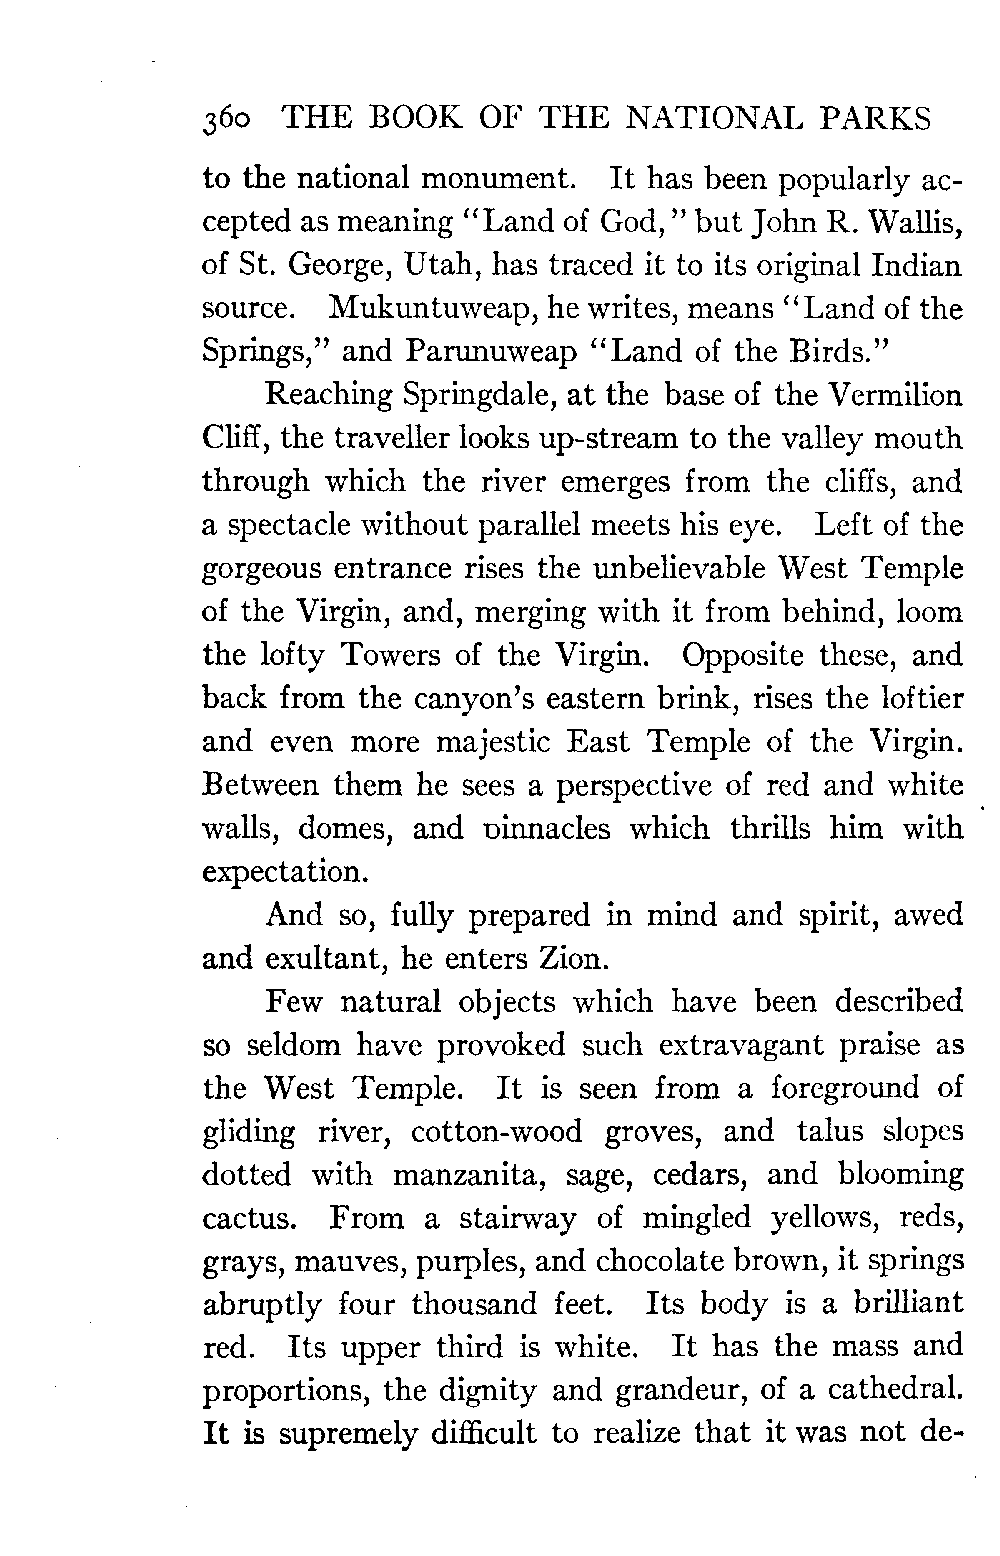 360 THE BOOK OF THE NATIONAL PARKS
to the national monument. It has been popularly ac-
cepted as meaning "Land of God," but John R. Wallis,
of St. George, Utah, has traced it to its original Indian
source. Mukuntuweap, he writes, means "Land of the
Springs," and Parunuweap "Land of the Birds."
Reaching Springdale, at the base of the Vermilion
Cliff, the traveller looks up-stream to the valley mouth
through which the river emerges from the cliffs, and
a spectacle without parallel meets his eye. Left of the
gorgeous entrance rises the unbelievable West Temple
of the Virgin, and, merging with it from behind, loom
the lofty Towers of the Virgin. Opposite these, and
back from the canyon's eastern brink, rises the loftier
and even more majestic East Temple of the Virgin.
Between them he sees a perspective of red and white
walls, domes, and pinnacles which thrills him with
expectation.
And so, fully prepared in mind and spirit, awed
and exultant, he enters Zion.
Few natural objects which have been described
so seldom have provoked such extravagant praise as
the West Temple. It is seen from a foreground of
gliding river, cotton-wood groves, and talus slopes
dotted with manzanita, sage, cedars, and blooming
cactus. From a stairway of mingled yellows, reds,
grays, mauves, purples, and chocolate brown, it springs
abruptly four thousand feet. Its body is a brilliant
red. Its upper third is white. It has the mass and
proportions, the dignity and grandeur, of a cathedral.
It is supremely difficult to realize that it was not de-